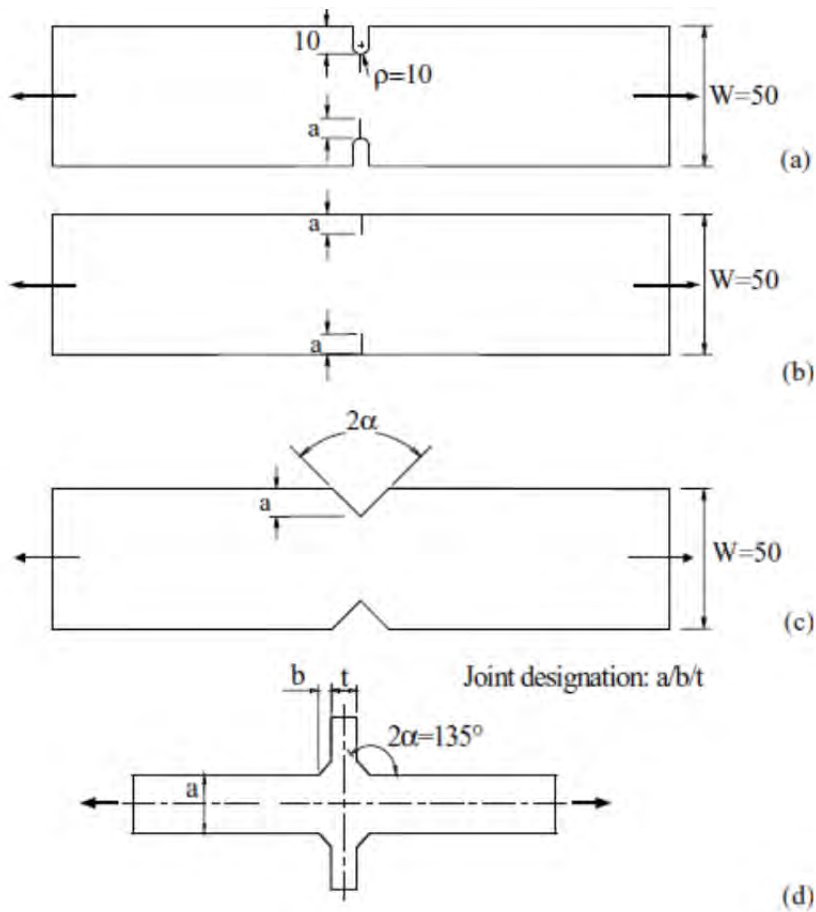 10
ρ=10
W=50
a
(a)
a
W=50
a
(b)
2α
a
W=50
(c)
Joint designation: a/b/t
b
t
2α=135°
a
(d)